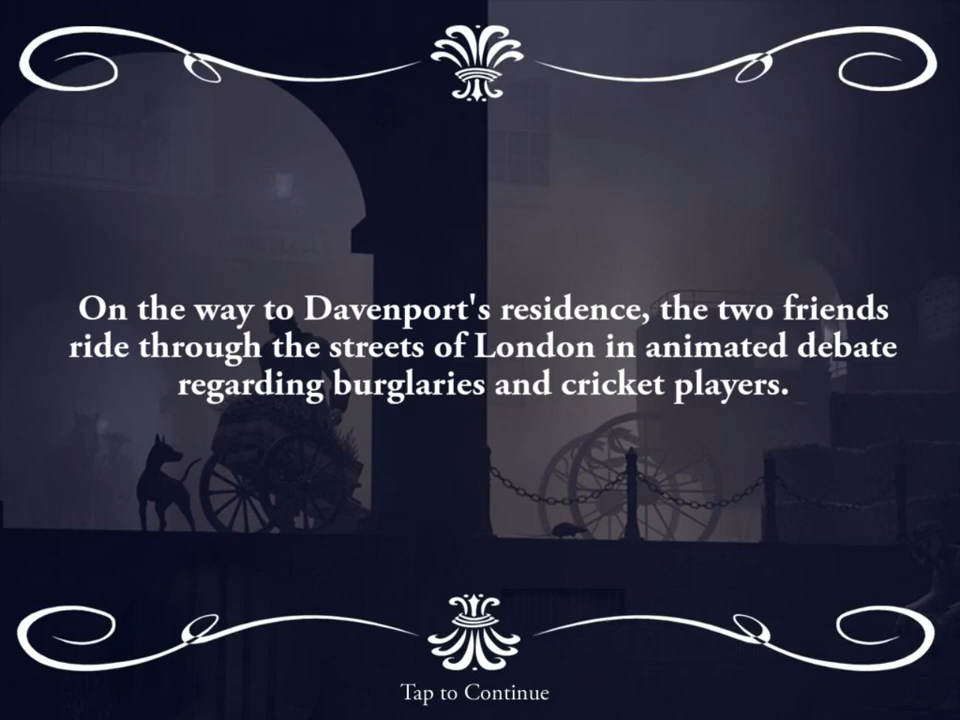 On the way to Davenport's residence, the two friends
ride through the streets of London in animated debate
regarding burglaries and cricket players.
Tap to Continue